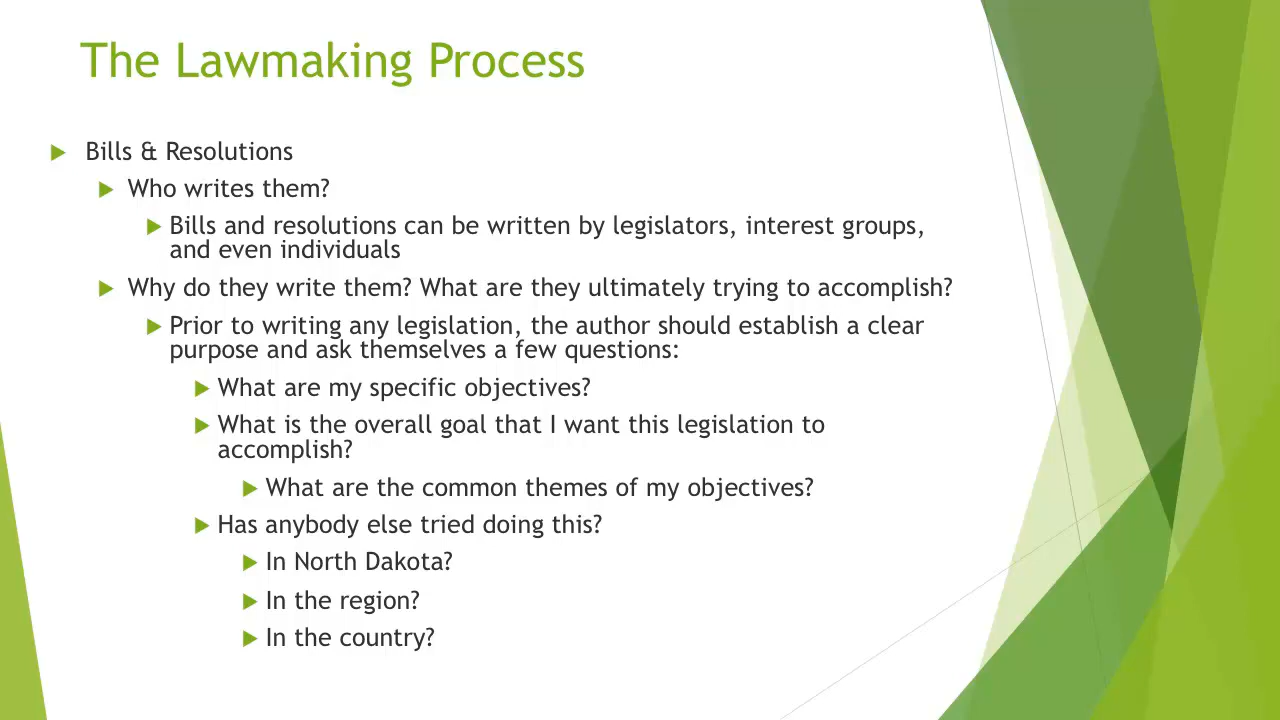 The Lawmaking Process
Bills & Resolutions
Who writes them?
Bills and resolutions can be written by legislators, interest groups,
and even individuals
Why do they write them? What are they ultimately trying to accomplish?
Prior to writing any legislation, the author should establish a clear
purpose and ask themselves a few questions:
What are my specific objectives?
What is the overall goal that I want this legislation to
accomplish?
What are the common themes of my objectives?
Has anybody else tried doing this?
In North Dakota?
In the region?
In the country?